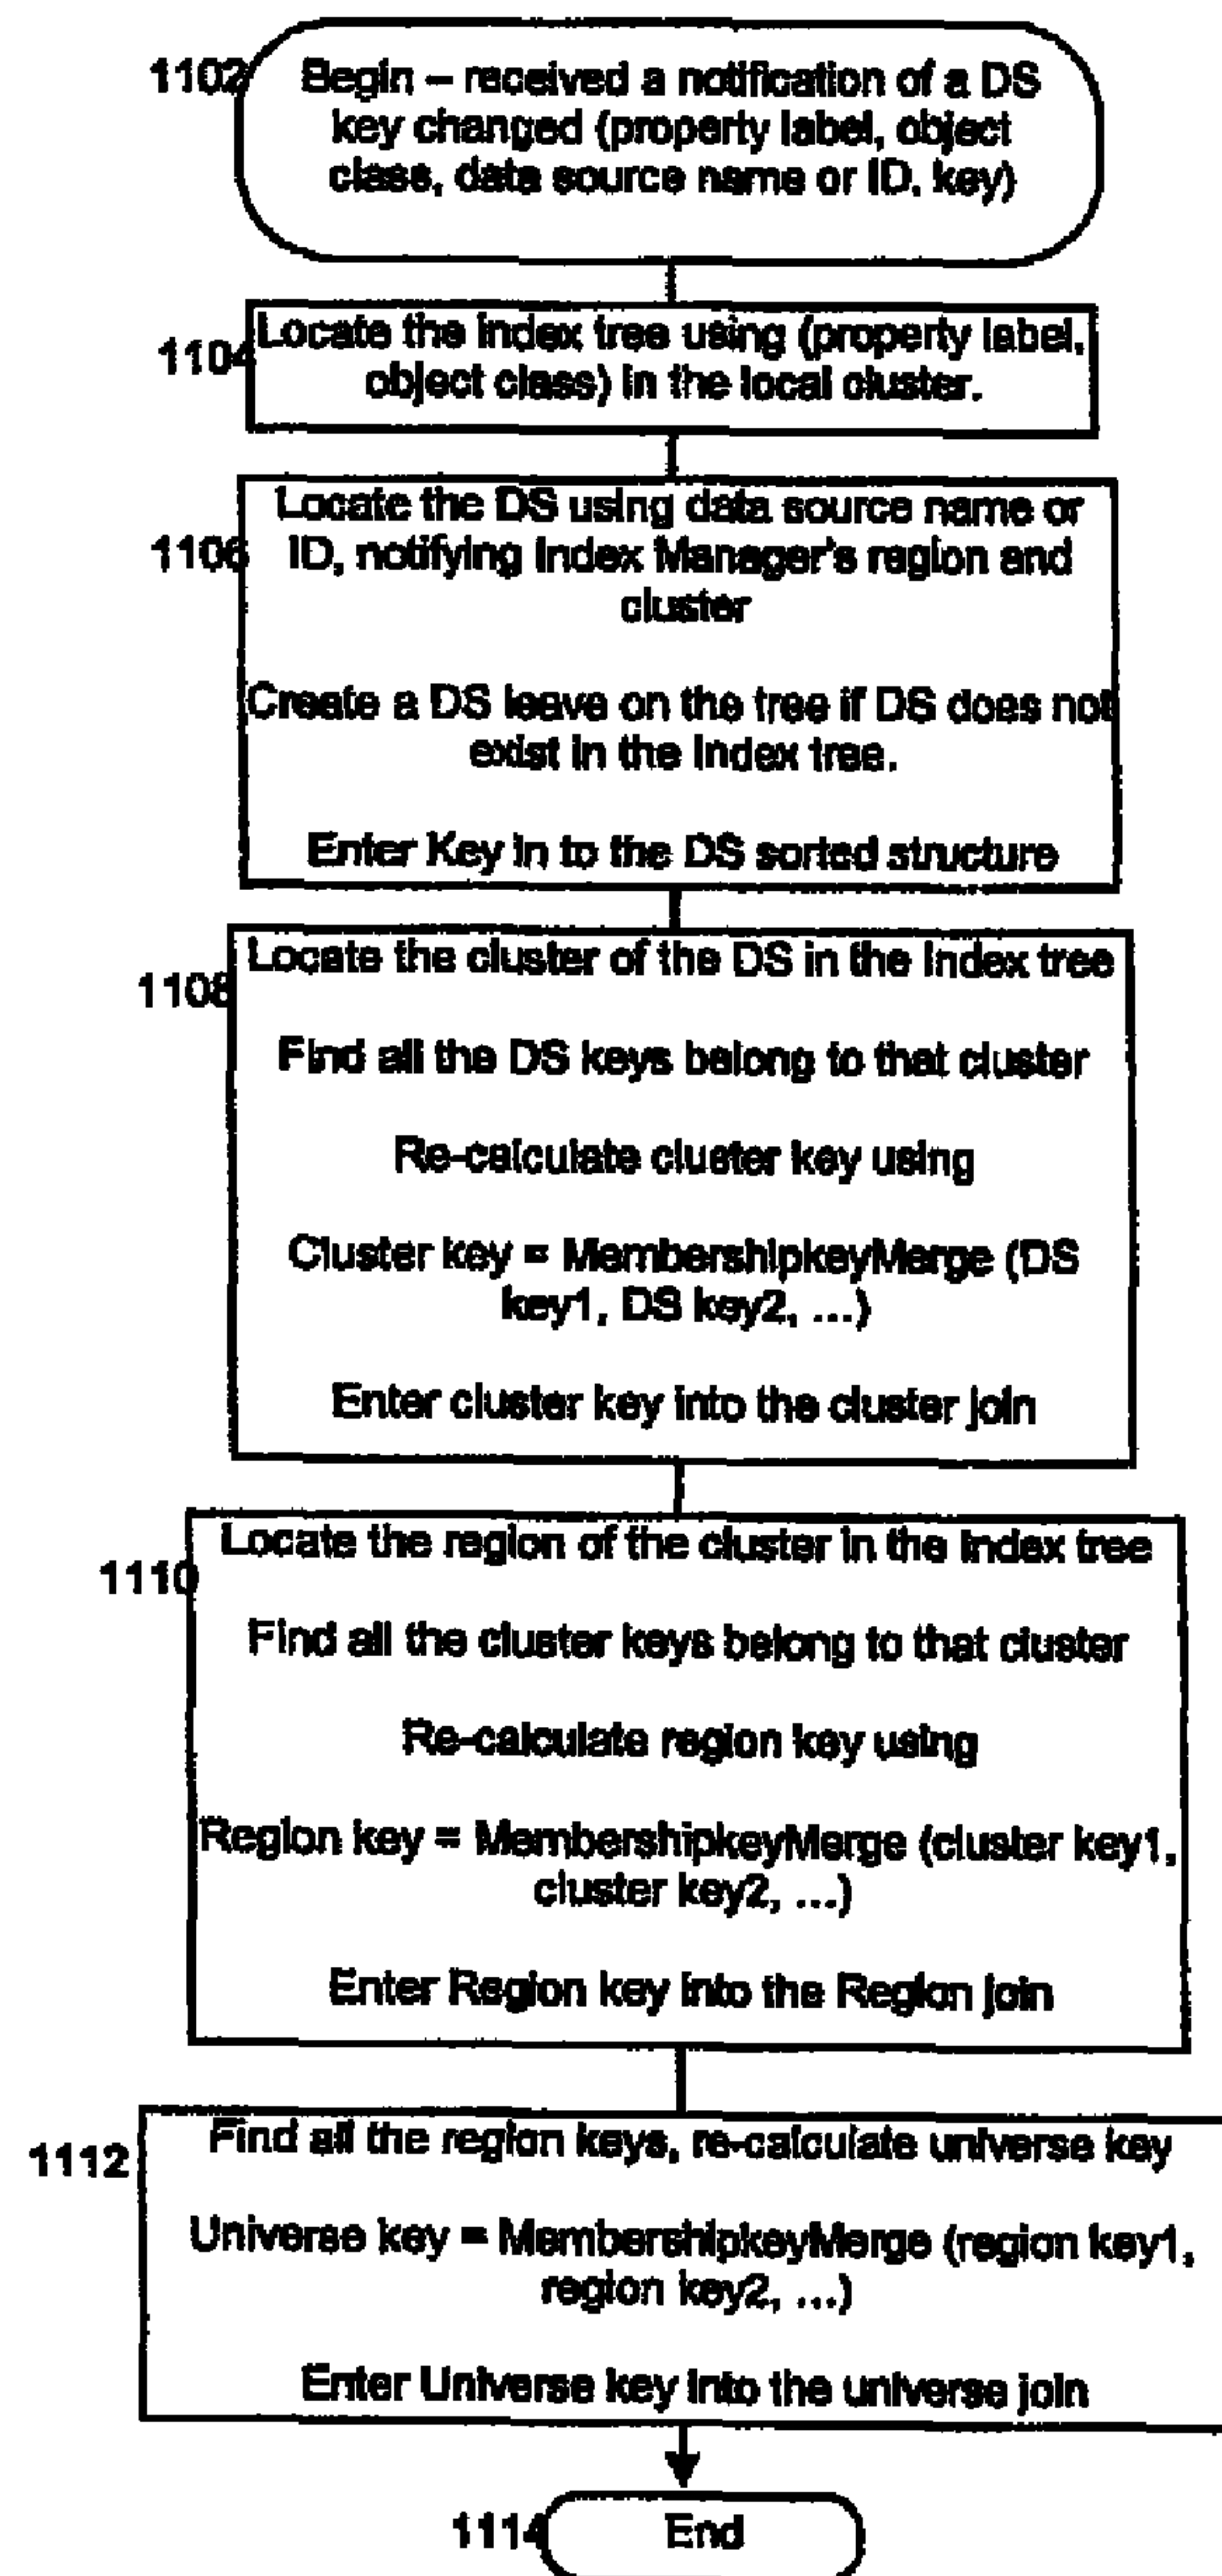 1102
Begin – received a notification of a DS
key changed (property label, object
class, data source name or ID, key)
1104
Locate the index tree using (property label,
object class) in the local cluster.
1106
Locate the DS using data source name or
ID, notifying Index Manager's region and
cluster
Create a DS leave on the tree if DS does not
exist in the Index tree.
Enter Key in to the DS sorted structure
1108
Locate the cluster of the DS in the Index tree
Find all the DS keys belong to that cluster
Re-calculate cluster key using
Cluster key = MembershipkeyMerge (DS
key1, DS key2, ...)
Enter cluster key into the cluster join
1110
Locate the region of the cluster in the Index tree
Find all the cluster keys belong to that cluster
Re-calculate region key using
Region key = MembershipkeyMerge (cluster key1,
cluster key2, ...)
Enter Region key into the Region join
1112
Find all the region keys, re-calculate universe key
Universe key = MembershipkeyMerge (region key1,
region key2, ...)
Enter Universe key into the universe join
1114
End